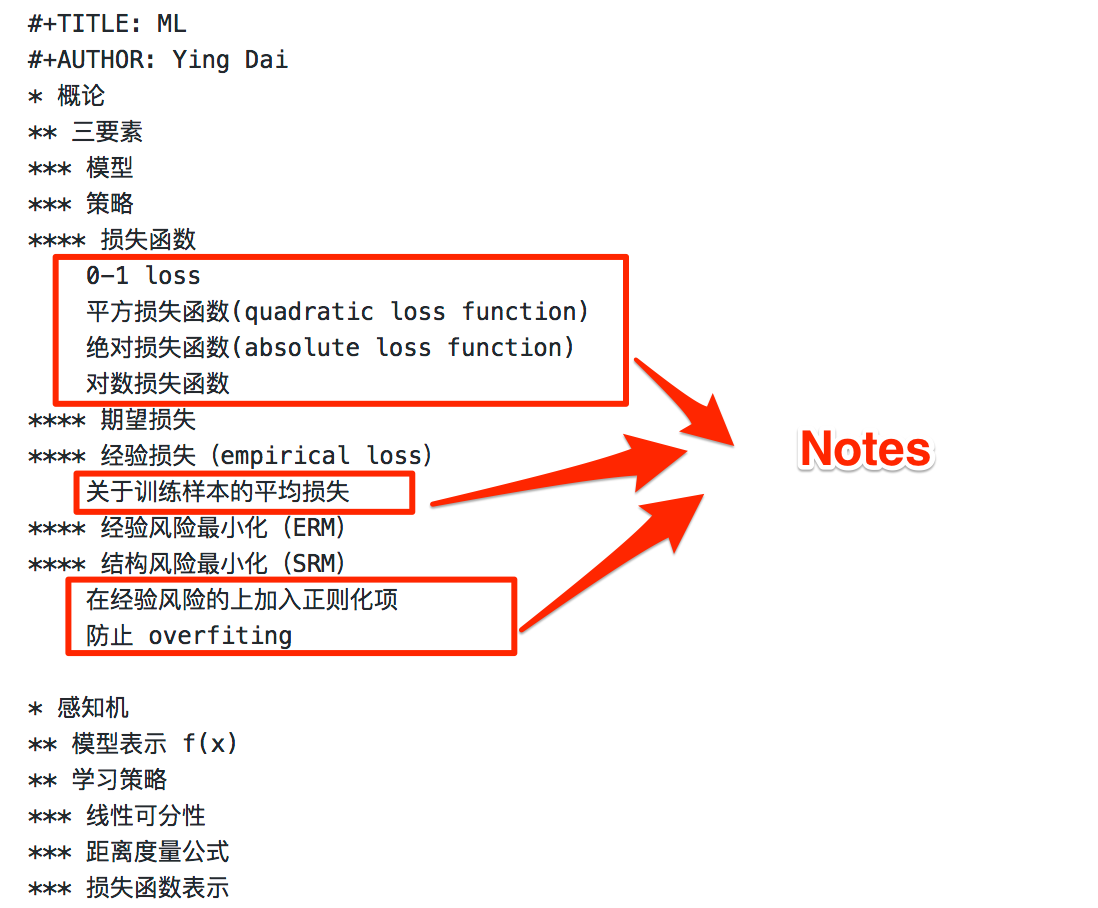 #+TITLE: ML
#+AUTHOR: Ying Dai
* 概论
** 三要素
*** 模型
*** 策略
**** 损失函数
0-1 loss
平方损失函数(quadratic loss function)
绝对损失函数(absolute loss function)
对数损失函数
**** 期望损失
**** 经验损失（empirical loss）
关于训练样本的平均损失
**** 经验风险最小化（ERM）
**** 结构风险最小化（SRM）
在经验风险的上加入正则化项
防止 overfiting
Notes
* 感知机
** 模型表示 f(x)
** 学习策略
*** 线性可分性
*** 距离度量公式
*** 损失函数表示